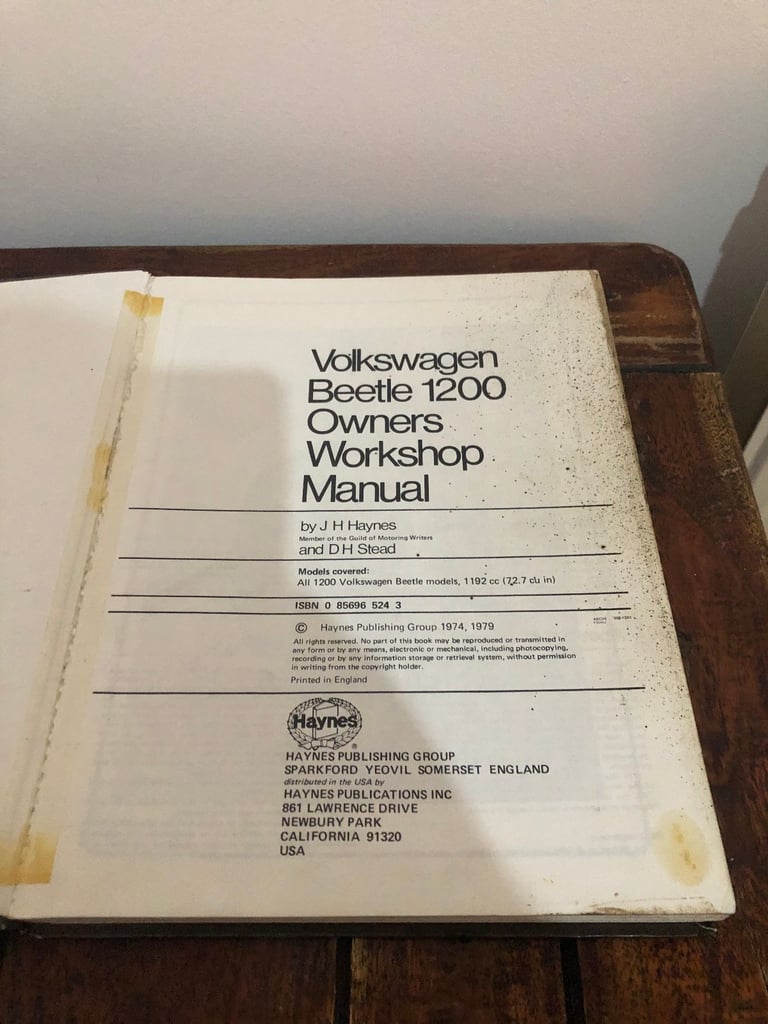 Volkswagen
Beetle 1200
Owners
Workshop
Manual
by J H Haynes
Member of the Guild of Motoring Writers
and D H Stead
Models covered:
All 1200 Volkswagen Beetle models, 1192 cc (72.7 cu in)
ISBN 0 85696 524 3
© Haynes Publishing Group 1974, 1979
All rights reserved. No part of this book may be reproduced or transmitted in
any form or by any means, electronic or mechanical, including photocopying,
recording or by any information storage or retrieval system, without permission
in writing from the copyright holder.
Printed in England
Haynes
®
HAYNES PUBLISHING GROUP
SPARKFORD YEOVIL SOMERSET ENGLAND
distributed in the USA by
HAYNES PUBLICATIONS INC
861 LAWRENCE DRIVE
NEWBURY PARK
CALIFORNIA 91320
USA